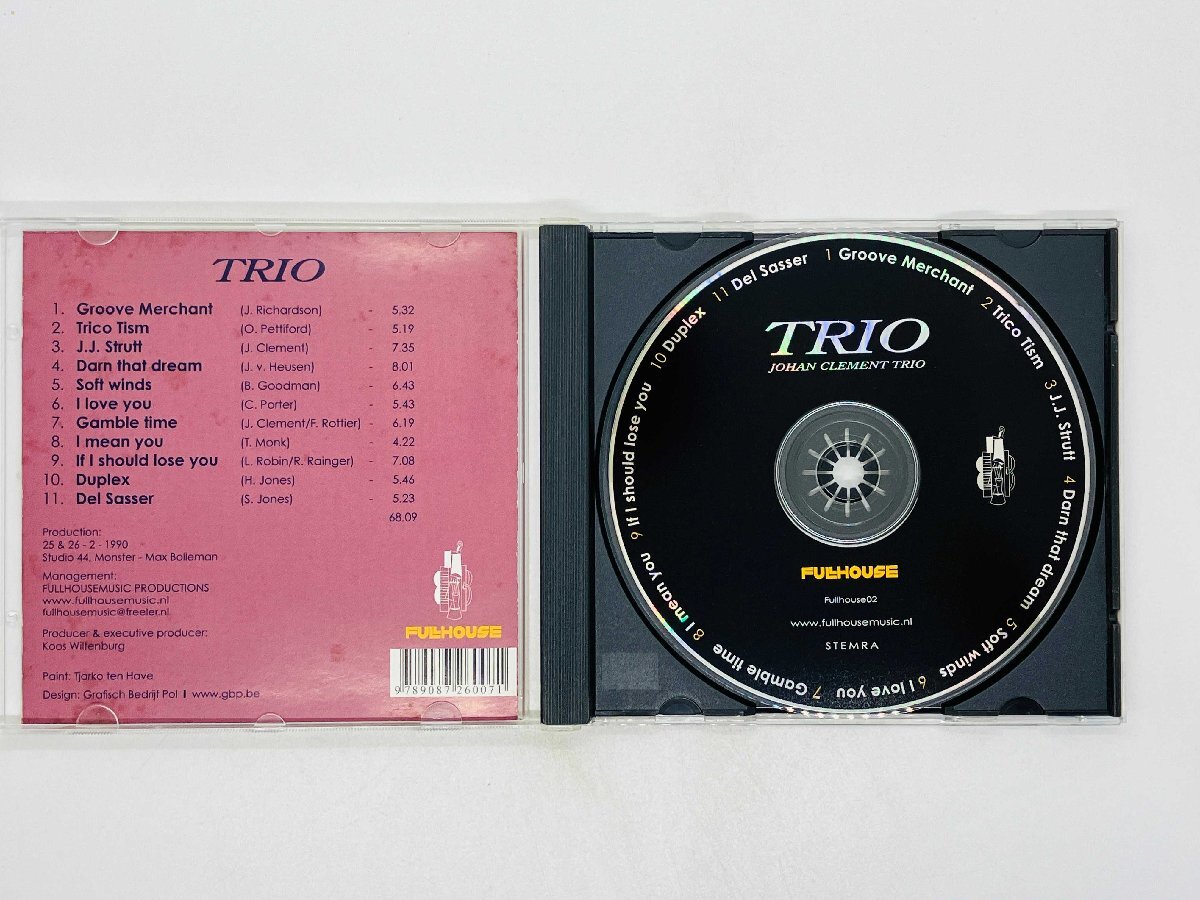 TRIO
1. Groove Merchant (J. Richardson) - 5.32
2. Trico Tism (O. Pettiford) - 5.19
3. J.J. Strutt (J. Clement) - 7.35
4. Darn that dream (J. v. Heusen) - 8.01
5. Soft winds (B. Goodman) - 6.43
6. I love you (C. Porter) - 5.43
7. Gamble time (J. Clement/F. Rottier) - 6.19
8. I mean you (T. Monk) - 4.22
9. If I should lose you (L. Robin/R. Rainger) - 7.08
10. Duplex (H. Jones) - 5.46
11. Del Sasser (S. Jones) - 5.23
68.09
Production:
25 & 26 - 2 - 1990
Studio 44, Monster - Max Bolleman
Management:
FULLHOUSEMUSIC PRODUCTIONS
www.fullhousemusic.nl
fullhousemusic@freeler.nl
Producer & executive producer:
Koos Wiltenburg
Paint: Tjarko ten Have
Design: Grafisch Bedrijf Pol I www.gbp.be
FULLHOUSE
9789087260071
1 Groove Merchant 2 Trico Tism 3 J.J. Strutt 4 Darn that dream 5 Soft winds 6 I love you 7 Gamble time 8 I mean you 9 If I should lose you 10 Duplex 11 Del Sasser
TRIO
JOHAN CLEMENT TRIO
FULLHOUSE
Fullhouse02
www.fullhousemusic.nl
STEMRA